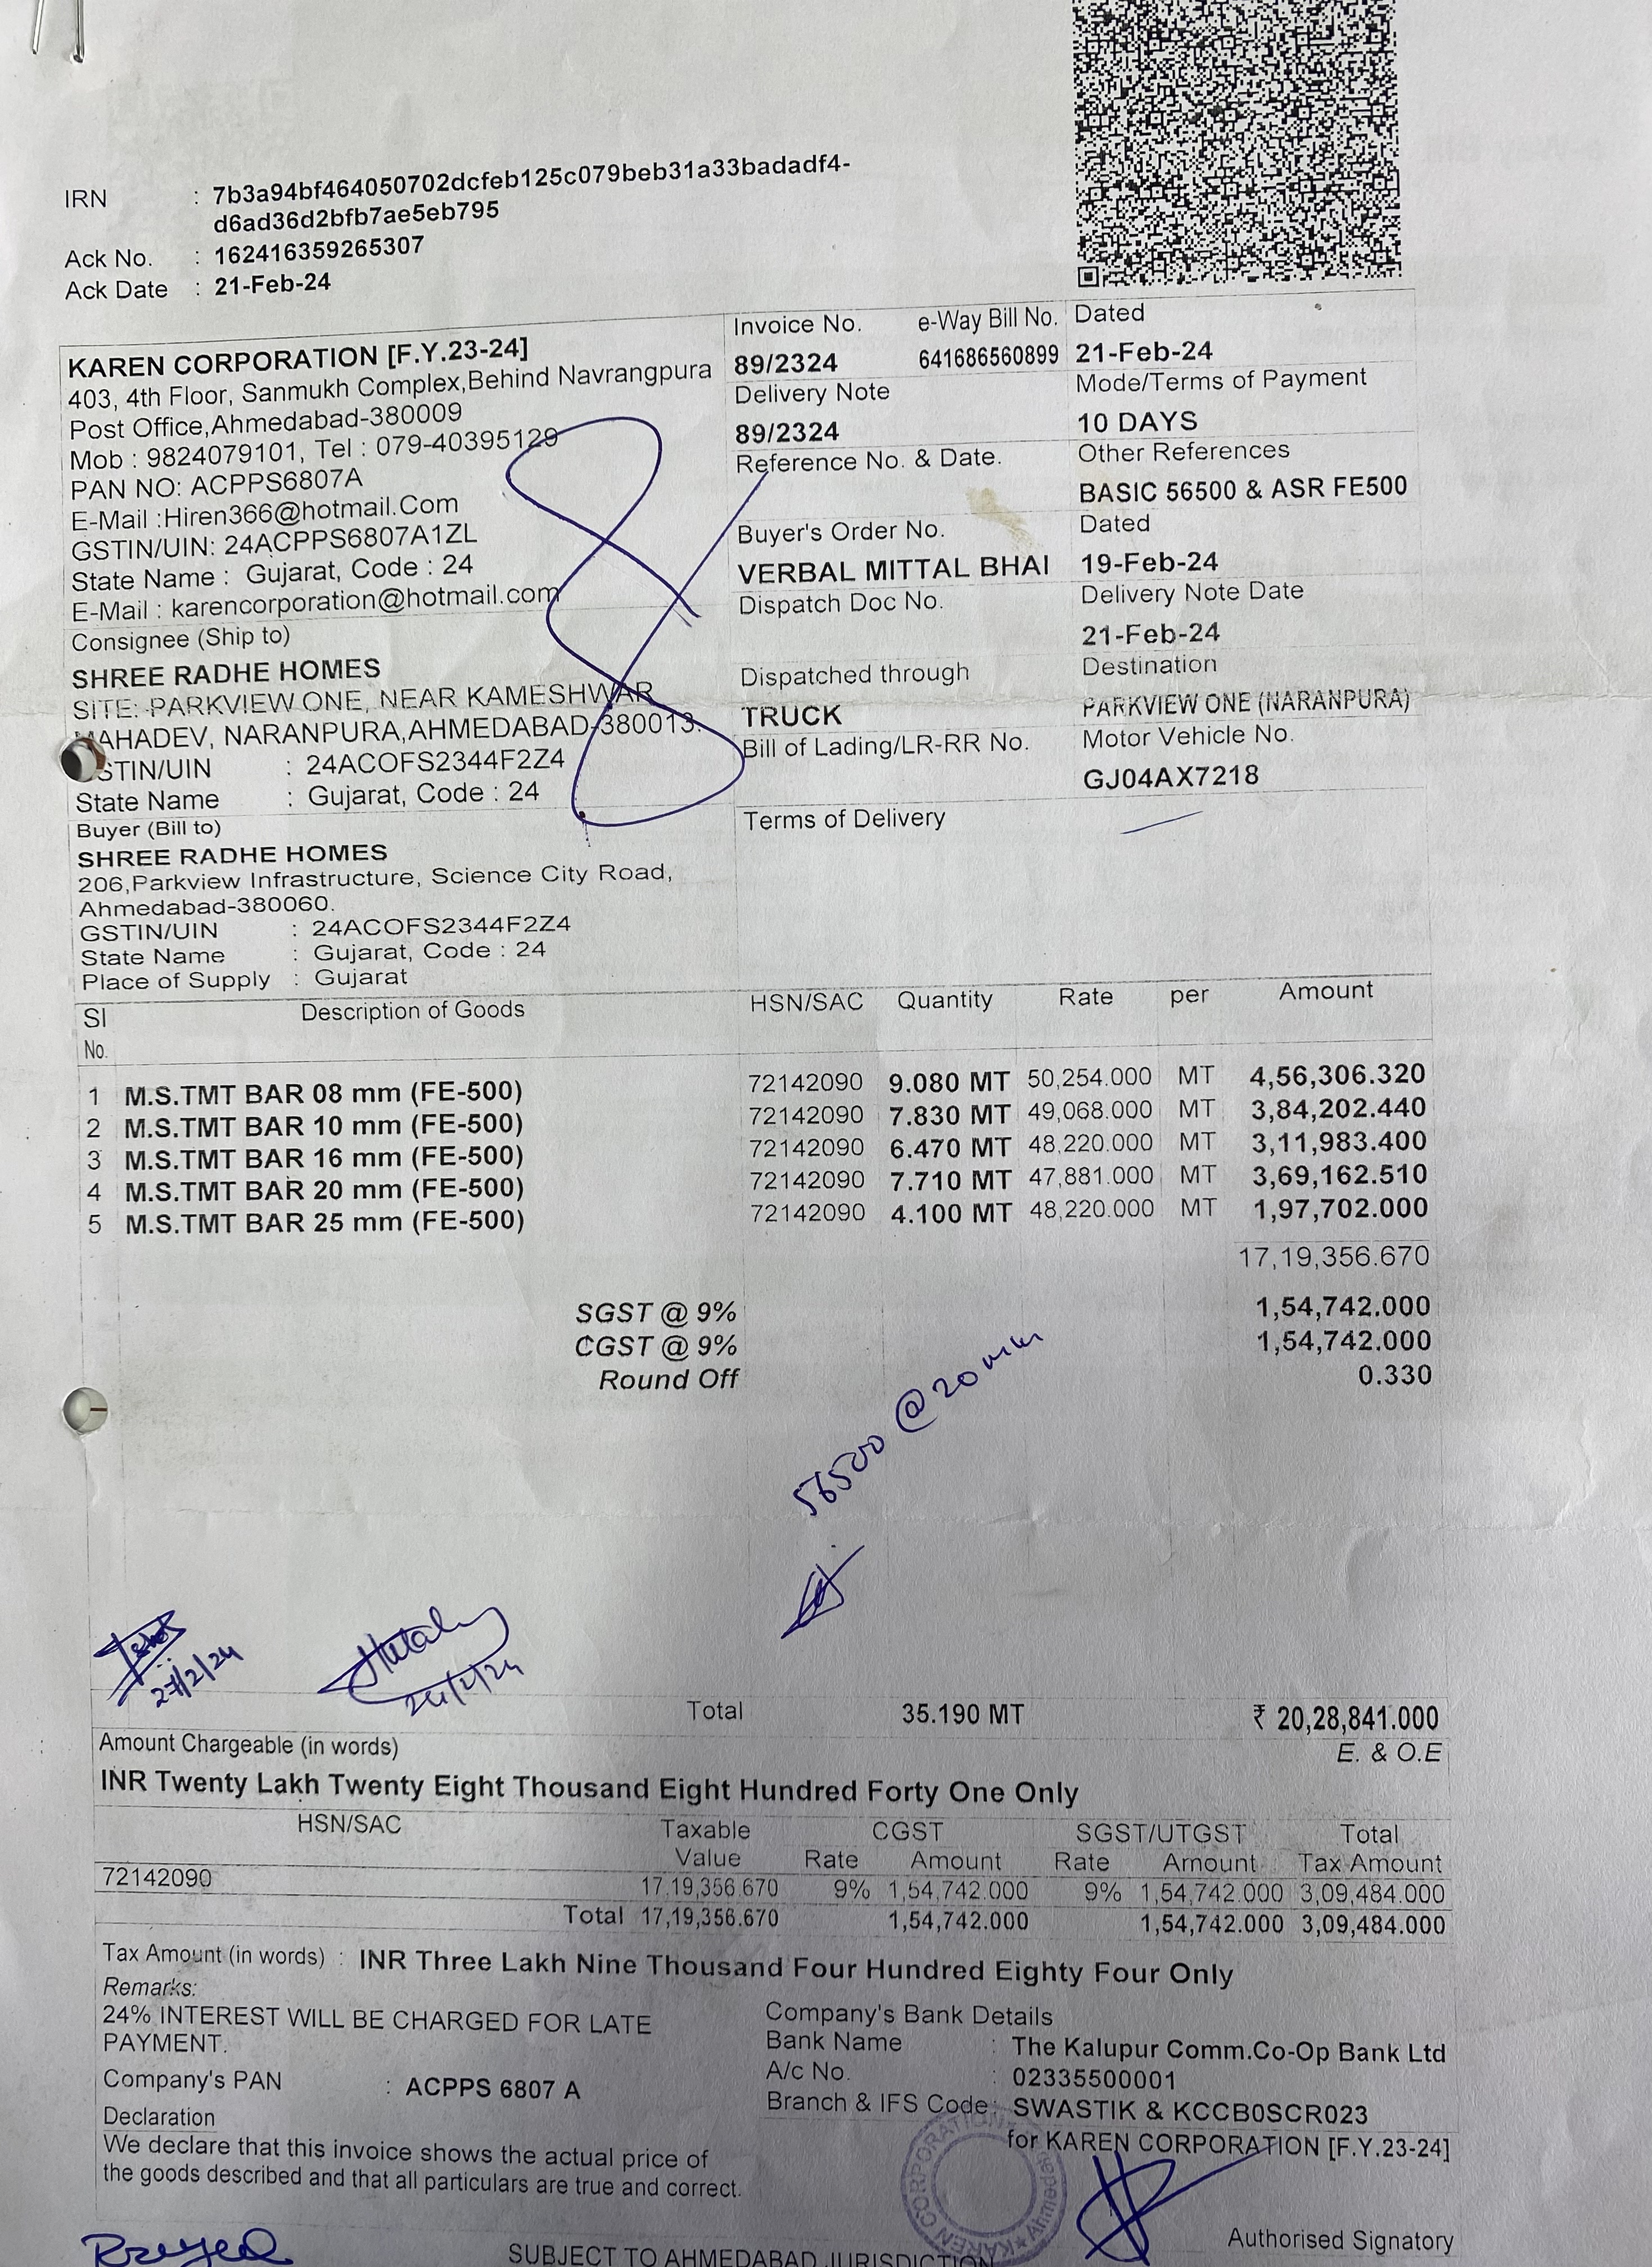 IRN : 7b3a94bf464050702dcfeb125c079beb31a33badadf4-
d6ad36d2bfb7ae5eb795
Ack No. : 162416359265307
Ack Date : 21-Feb-24
KAREN CORPORATION [F.Y.23-24]
403, 4th Floor, Sanmukh Complex,Behind Navrangpura
Post Office,Ahmedabad-380009
Mob : 9824079101, Tel : 079-40395129
PAN NO: ACPPS6807A
E-Mail :Hiren366@hotmail.Com
GSTIN/UIN: 24ACPPS6807A1ZL
State Name : Gujarat, Code : 24
E-Mail : karencorporation@hotmail.com
Invoice No. e-Way Bill No. Dated
89/2324 641686560899 21-Feb-24
Delivery Note Mode/Terms of Payment
89/2324 10 DAYS
Reference No. & Date. Other References
BASIC 56500 & ASR FE500
Buyer's Order No. Dated
VERBAL MITTAL BHAI 19-Feb-24
Dispatch Doc No. Delivery Note Date
21-Feb-24
Dispatched through Destination
TRUCK PARKVIEW ONE (NARANPURA)
Bill of Lading/LR-RR No. Motor Vehicle No.
GJ04AX7218
Terms of Delivery
Consignee (Ship to)
SHREE RADHE HOMES
SITE: PARKVIEW ONE, NEAR KAMESHWAR
MAHADEV, NARANPURA,AHMEDABAD-380013.
GSTIN/UIN : 24ACOFS2344F2Z4
State Name : Gujarat, Code : 24
Buyer (Bill to)
SHREE RADHE HOMES
206,Parkview Infrastructure, Science City Road,
Ahmedabad-380060.
GSTIN/UIN : 24ACOFS2344F2Z4
State Name : Gujarat, Code : 24
Place of Supply : Gujarat
Sl No. Description of Goods HSN/SAC Quantity Rate per Amount
1 M.S.TMT BAR 08 mm (FE-500) 72142090 9.080 MT 50,254.000 MT 4,56,306.320
2 M.S.TMT BAR 10 mm (FE-500) 72142090 7.830 MT 49,068.000 MT 3,84,202.440
3 M.S.TMT BAR 16 mm (FE-500) 72142090 6.470 MT 48,220.000 MT 3,11,983.400
4 M.S.TMT BAR 20 mm (FE-500) 72142090 7.710 MT 47,881.000 MT 3,69,162.510
5 M.S.TMT BAR 25 mm (FE-500) 72142090 4.100 MT 48,220.000 MT 1,97,702.000
17,19,356.670
SGST @ 9% 1,54,742.000
CGST @ 9% 1,54,742.000
Round Off 0.330
56500 @ 20 mm
27/2/24
Total 35.190 MT ₹ 20,28,841.000
Amount Chargeable (in words) E. & O.E
INR Twenty Lakh Twenty Eight Thousand Eight Hundred Forty One Only
HSN/SAC Taxable Value CGST SGST/UTGST Total
Rate Amount Rate Amount Tax Amount
72142090 17,19,356.670 9% 1,54,742.000 9% 1,54,742.000 3,09,484.000
Total 17,19,356.670 1,54,742.000 1,54,742.000 3,09,484.000
Tax Amount (in words) : INR Three Lakh Nine Thousand Four Hundred Eighty Four Only
Remarks:
24% INTEREST WILL BE CHARGED FOR LATE
PAYMENT.
Company's PAN : ACPPS 6807 A
Declaration
We declare that this invoice shows the actual price of
the goods described and that all particulars are true and correct.
Company's Bank Details
Bank Name : The Kalupur Comm.Co-Op Bank Ltd
A/c No. : 02335500001
Branch & IFS Code: SWASTIK & KCCB0SCR023
for KAREN CORPORATION [F.Y.23-24]
KAREN CORPORATION ★ Ahmedabad
Authorised Signatory
SUBJECT TO AHMEDABAD JURISDICTION